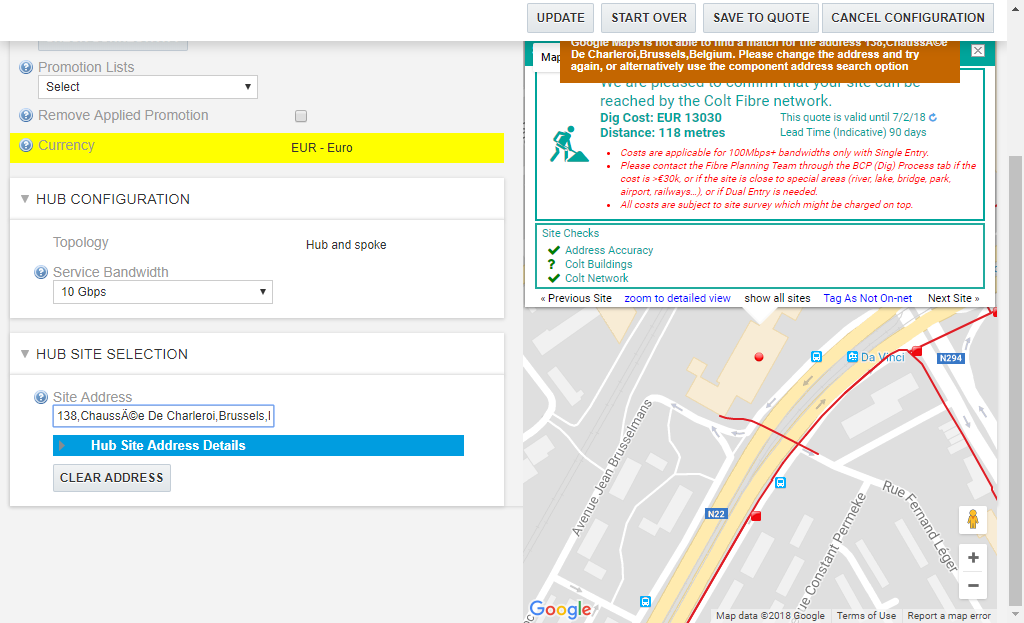 UPDATE
START OVER
SAVE TO QUOTE
CANCEL CONFIGURATION
Promotion Lists
Select
Remove Applied Promotion
Currency
EUR - Euro
HUB CONFIGURATION
Topology
Hub and spoke
Service Bandwidth
10 Gbps
HUB SITE SELECTION
Site Address
138,ChaussÃ©e De Charleroi,Brussels,
Hub Site Address Details
CLEAR ADDRESS
Map
Google Maps is not able to find a match for the address 138,ChaussÃ©e
De Charleroi,Brussels,Belgium. Please change the address and try
again, or alternatively use the component address search option
We are pleased to confirm that your site can be
reached by the Colt Fibre network.
Dig Cost: EUR 13030
This quote is valid until 7/2/18
Distance: 118 metres
Lead Time (Indicative) 90 days
Costs are applicable for 100Mbps+ bandwidths only with Single Entry.
Please contact the Fibre Planning Team through the BCP (Dig) Process tab if the
cost is >€30k, or if the site is close to special areas (river, lake, bridge, park,
airport, railways...), or if Dual Entry is needed.
All costs are subject to site survey which might be charged on top.
Site Checks
Address Accuracy
? Colt Buildings
Colt Network
« Previous Site
zoom to detailed view
show all sites
Tag As Not On-net
Next Site »
Da Vinci
N294
Avenue Jean Brusselmans
N22
Rue Fernand Léger
ue Constant Permeke
+
−
Google
Map data ©2018 Google
Terms of Use
Report a map error